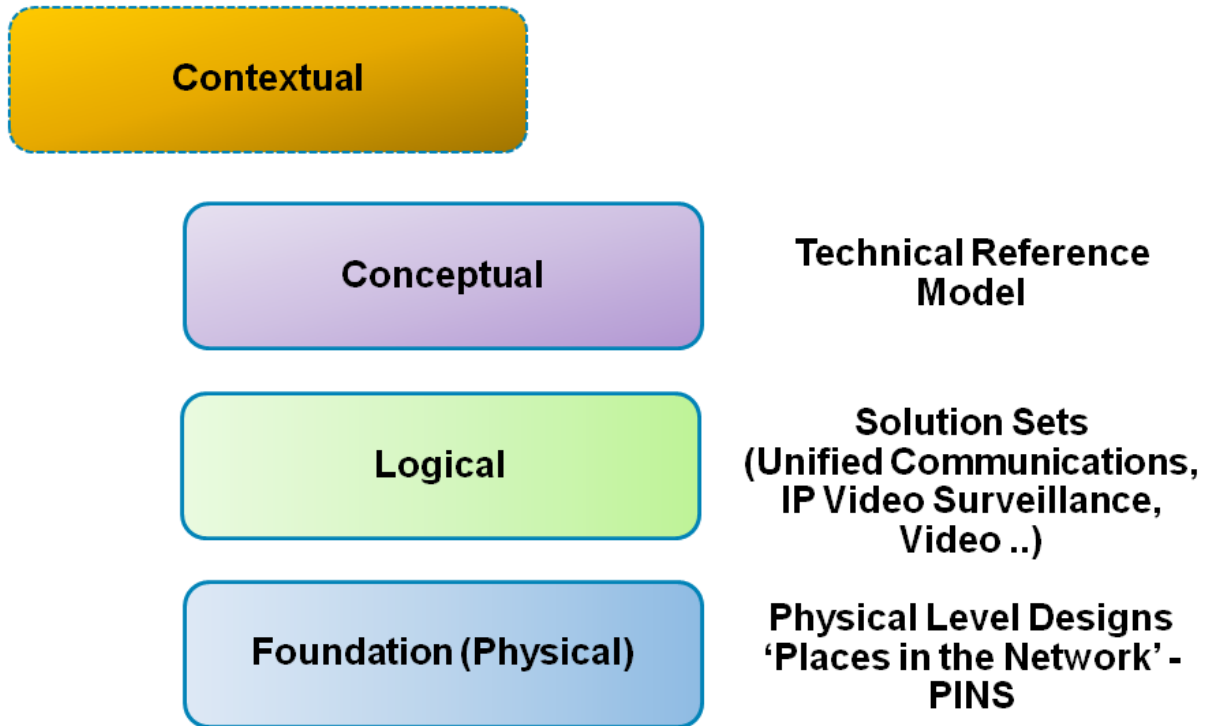 Contextual
Conceptual
Technical Reference
Model
Logical
Solution Sets
(Unified Communications,
IP Video Surveillance,
Video ..)
Foundation (Physical)
Physical Level Designs
‘Places in the Network’ -
PINS